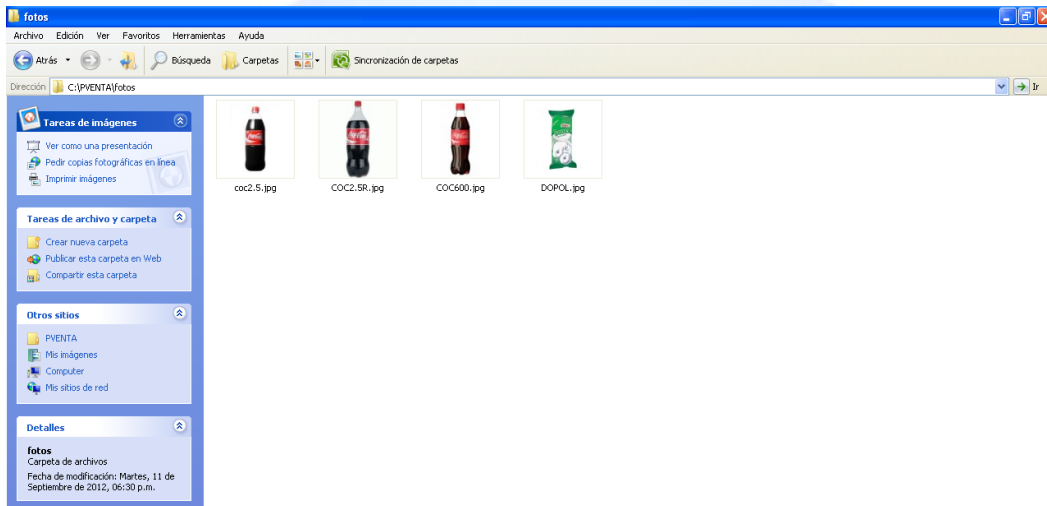 fotos
Archivo Edición Ver Favoritos Herramientas Ayuda
Atrás Búsqueda Carpetas Sincronización de carpetas
Dirección C:\PVENTA\fotos Ir
Tareas de imágenes
Ver como una presentación
Pedir copias fotográficas en línea
Imprimir imágenes
coc2.5.jpg COC2.5R.jpg COC600.jpg DOPOL.jpg
Tareas de archivo y carpeta
Crear nueva carpeta
Publicar esta carpeta en Web
Compartir esta carpeta
Otros sitios
PVENTA
Mis imágenes
Computer
Mis sitios de red
Detalles
fotos
Carpeta de archivos
Fecha de modificación: Martes, 11 de
Septiembre de 2012, 06:30 p.m.